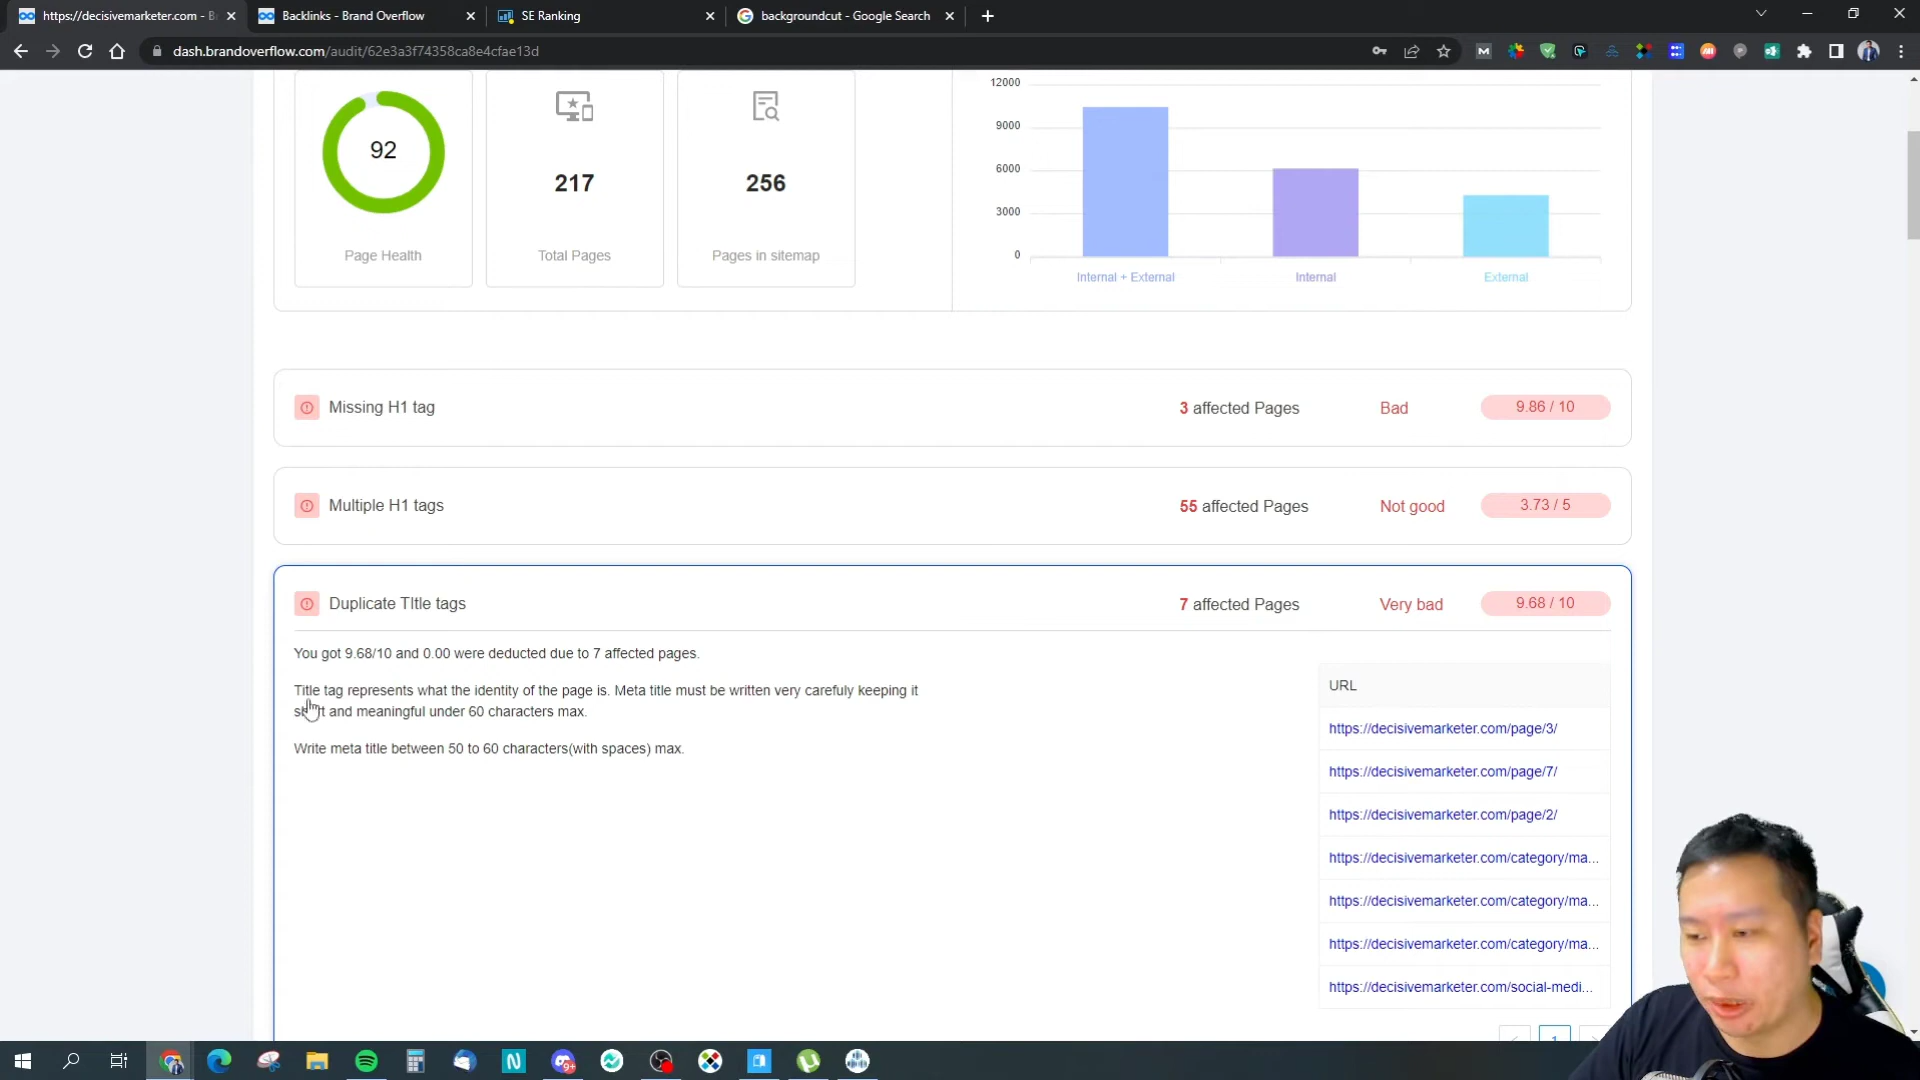 https://decisivemarketer.com - B
Backlinks - Brand Overflow
SE Ranking
backgroundcut - Google Search
dash.brandoverflow.com/audit/62e3a3f74358ca8e4cfae13d
92
Page Health
217
Total Pages
256
Pages in sitemap
12000
9000
6000
3000
0
Internal + External
Internal
External
Missing H1 tag
3 affected Pages
Bad
9.86 / 10
Multiple H1 tags
55 affected Pages
Not good
3.73 / 5
Duplicate TItle tags
7 affected Pages
Very bad
9.68 / 10
You got 9.68/10 and 0.00 were deducted due to 7 affected pages.
Title tag represents what the identity of the page is. Meta title must be written very carefuly keeping it
and meaningful under 60 characters max.
Write meta title between 50 to 60 characters(with spaces) max.
URL
https://decisivemarketer.com/page/3/
https://decisivemarketer.com/page/7/
https://decisivemarketer.com/page/2/
https://decisivemarketer.com/category/ma...
https://decisivemarketer.com/category/ma...
https://decisivemarketer.com/category/ma...
https://decisivemarketer.com/social-medi...
1